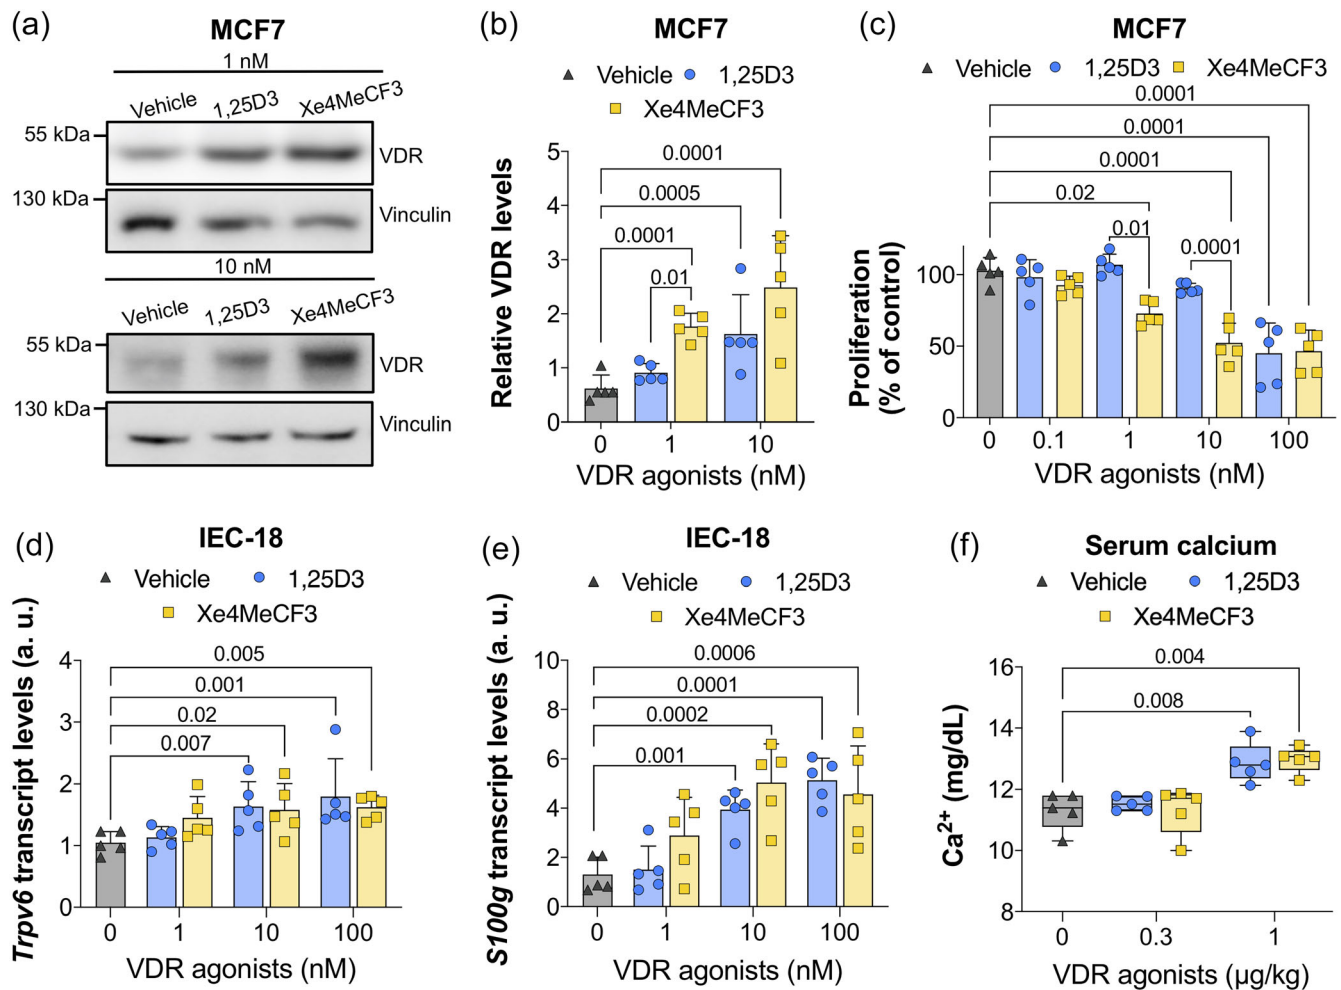 (a)
MCF7
1 nM
Vehicle 1,25D3 Xe4MeCF3
55 kDa
VDR
130 kDa
Vinculin
10 nM
Vehicle 1,25D3 Xe4MeCF3
55 kDa
VDR
130 kDa
Vinculin
(b)
MCF7
Vehicle 1,25D3
Xe4MeCF3
Relative VDR levels
5
4
3
2
1
0
0.0001
0.0005
0.0001
0.01
0 1 10
VDR agonists (nM)
(c)
MCF7
Vehicle 1,25D3 Xe4MeCF3
Proliferation
(% of control)
100
50
0
0.0001
0.0001
0.0001
0.02
0.01
0.0001
0 0.1 1 10 100
VDR agonists (nM)
(d)
IEC-18
Vehicle 1,25D3
Xe4MeCF3
Trpv6 transcript levels (a. u.)
4
3
2
1
0
0.005
0.001
0.02
0.007
0 1 10 100
VDR agonists (nM)
(e)
IEC-18
Vehicle 1,25D3
Xe4MeCF3
S100g transcript levels (a. u.)
10
8
6
4
2
0
0.0006
0.0001
0.0002
0.001
0 1 10 100
VDR agonists (nM)
(f)
Serum calcium
Vehicle 1,25D3
Xe4MeCF3
Ca²⁺ (mg/dL)
16
14
12
10
8
0.004
0.008
0 0.3 1
VDR agonists (µg/kg)